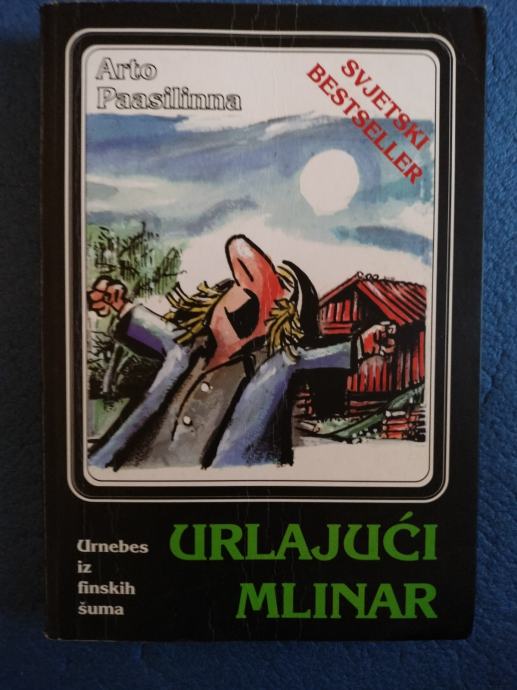 Arto
Paasilinna
SVJETSKI
BESTSELLER
Urnebes
iz
finskih
šuma
URLAJUĆI
MLINAR